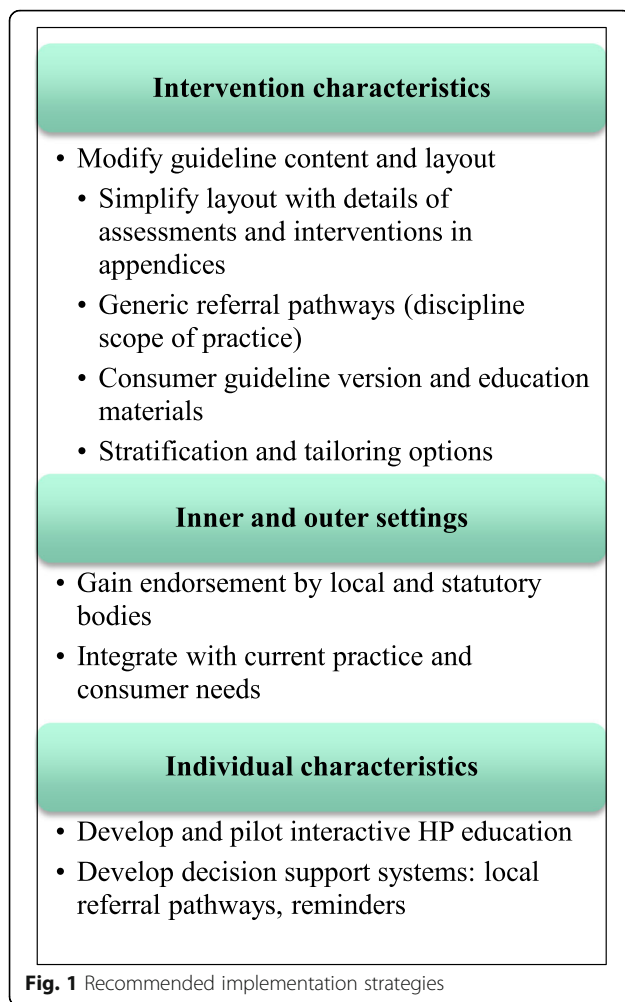 Intervention characteristics
• Modify guideline content and layout
• Simplify layout with details of
assessments and interventions in
appendices
• Generic referral pathways (discipline
scope of practice)
• Consumer guideline version and education
materials
• Stratification and tailoring options
Inner and outer settings
• Gain endorsement by local and statutory
bodies
• Integrate with current practice and
consumer needs
Individual characteristics
• Develop and pilot interactive HP education
• Develop decision support systems: local
referral pathways, reminders
Fig. 1 Recommended implementation strategies